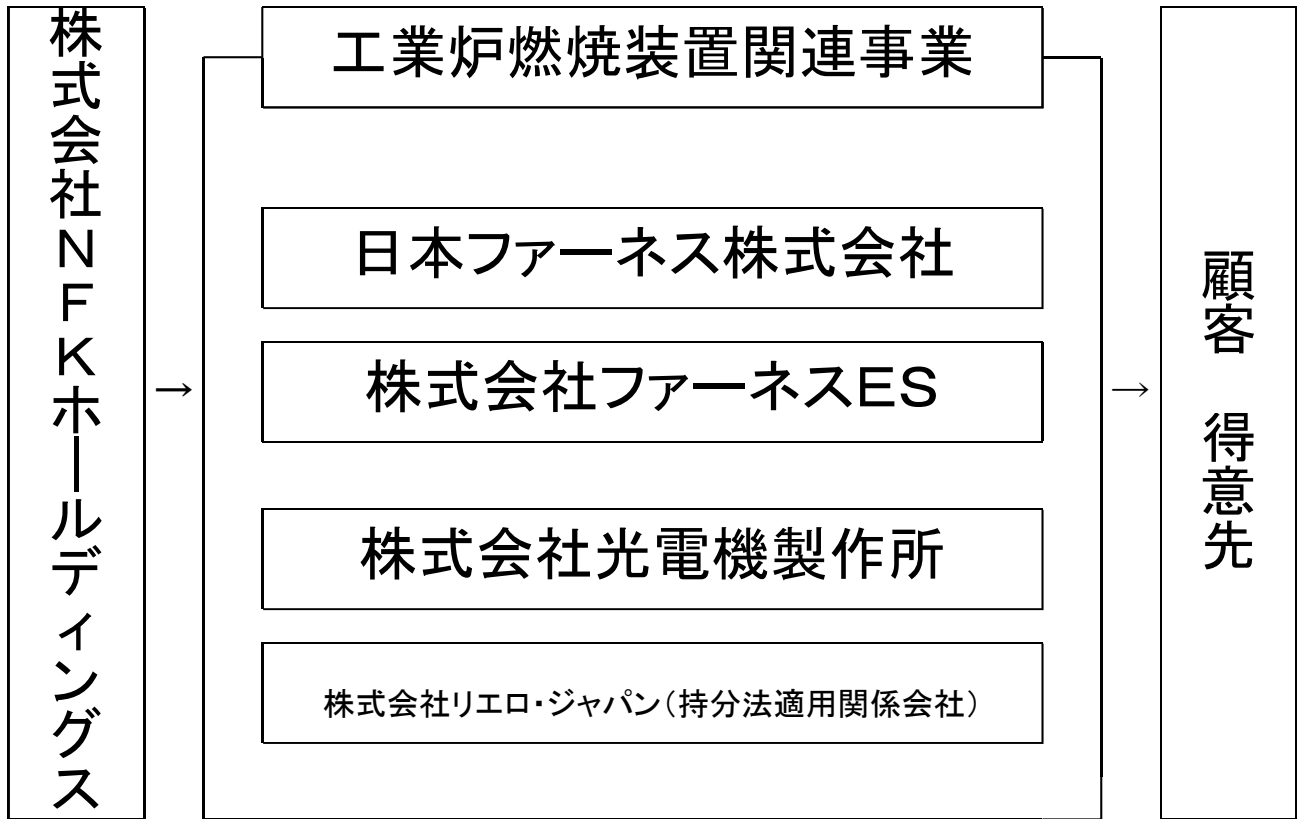 株式会社NFKホールディングス
→
工業炉燃焼装置関連事業
日本ファーネス株式会社
株式会社ファーネスES
株式会社光電機製作所
株式会社リエロ・ジャパン（持分法適用関係会社）
→
顧客　得意先